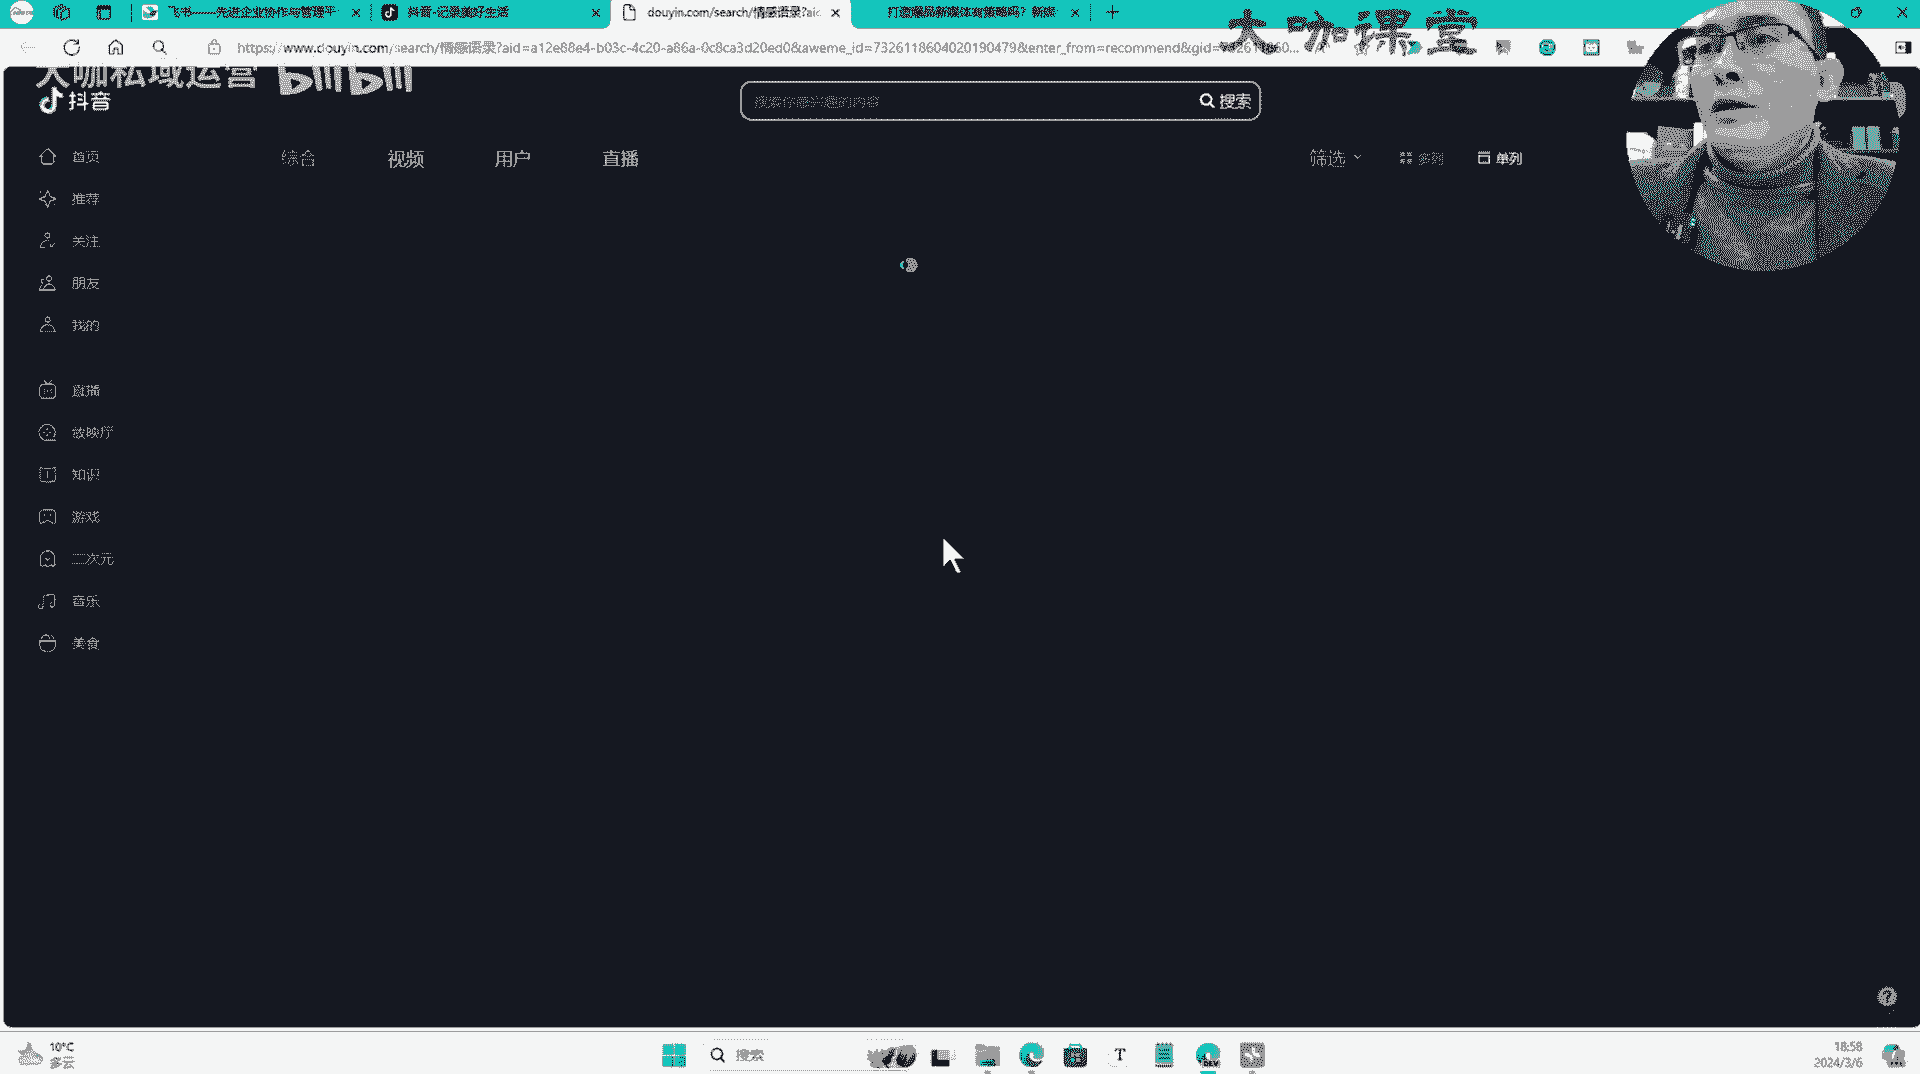 飞书——先进企业协作与管理平
抖音-记录美好生活
douyin.com/search/情感语录?aic
打造爆品新媒体有策略吗？新媒
https://www.douyin.com/search/情感语录?aid=a12e88e4-b03c-4c20-a86a-0c8ca3d20ed0&aweme_id=7326118604020190479&enter_from=recommend&gid=
大咖课堂
大咖私域运营 bilibili
抖音
搜索你感兴趣的内容
搜索
首页
综合
视频
用户
直播
筛选
多列
单列
推荐
关注
朋友
我的
直播
放映厅
知识
游戏
二次元
音乐
美食
10°C
多云
搜索
18:58
2024/3/6